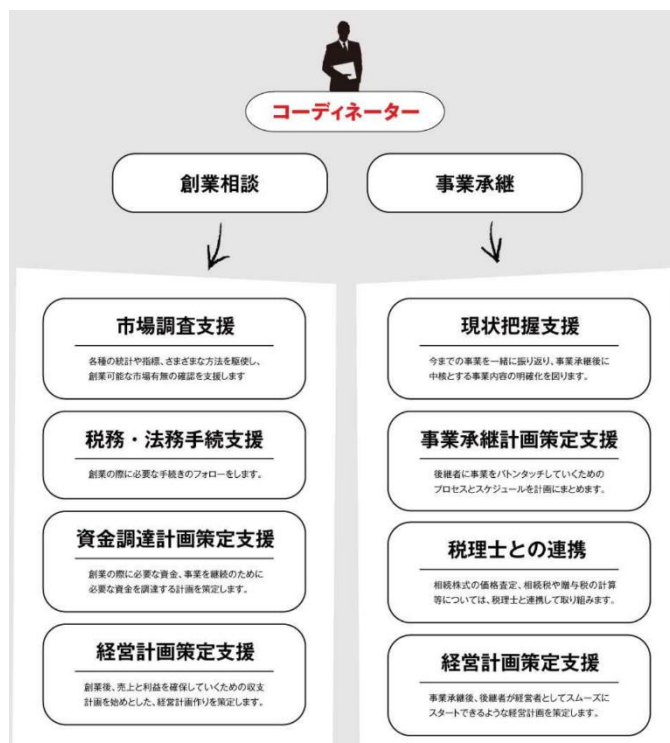 コーディネーター
創業相談
事業承継
市場調査支援
各種の統計や指標、さまざまな方法を駆使し、
創業可能な市場有無の確認を支援します
税務・法務手続支援
創業の際に必要な手続きのフォローをします。
資金調達計画策定支援
創業の際に必要な資金、事業を継続のために
必要な資金を調達する計画を策定します。
経営計画策定支援
創業後、売上と利益を確保していくための収支
計画を始めとした、経営計画作りを策定します。
現状把握支援
今までの事業を一緒に振り返り、事業承継後に
中核とする事業内容の明確化を図ります。
事業承継計画策定支援
後継者に事業をバトンタッチしていくための
プロセスとスケジュールを計画にまとめます。
税理士との連携
相続株式の価格査定、相続税や贈与税の計算
等については、税理士と連携して取り組みます。
経営計画策定支援
事業承継後、後継者が経営者としてスムーズに
スタートできるような経営計画を策定します。